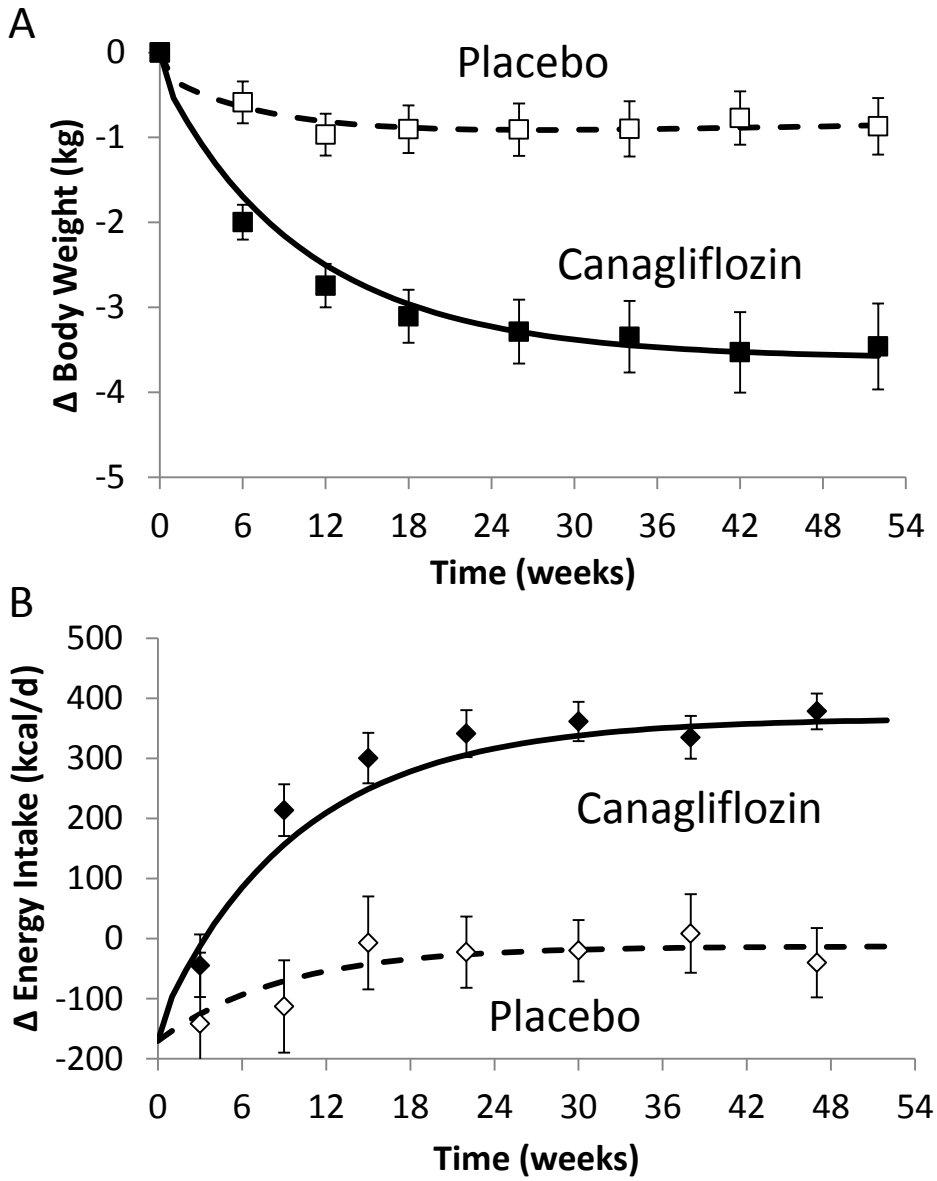 A
0
-1
-2
-3
-4
-5
Δ Body Weight (kg)
Placebo
Canagliflozin
0 6 12 18 24 30 36 42 48 54
Time (weeks)
B
500
400
300
200
100
0
-100
-200
Δ Energy Intake (kcal/d)
Canagliflozin
Placebo
0 6 12 18 24 30 36 42 48 54
Time (weeks)